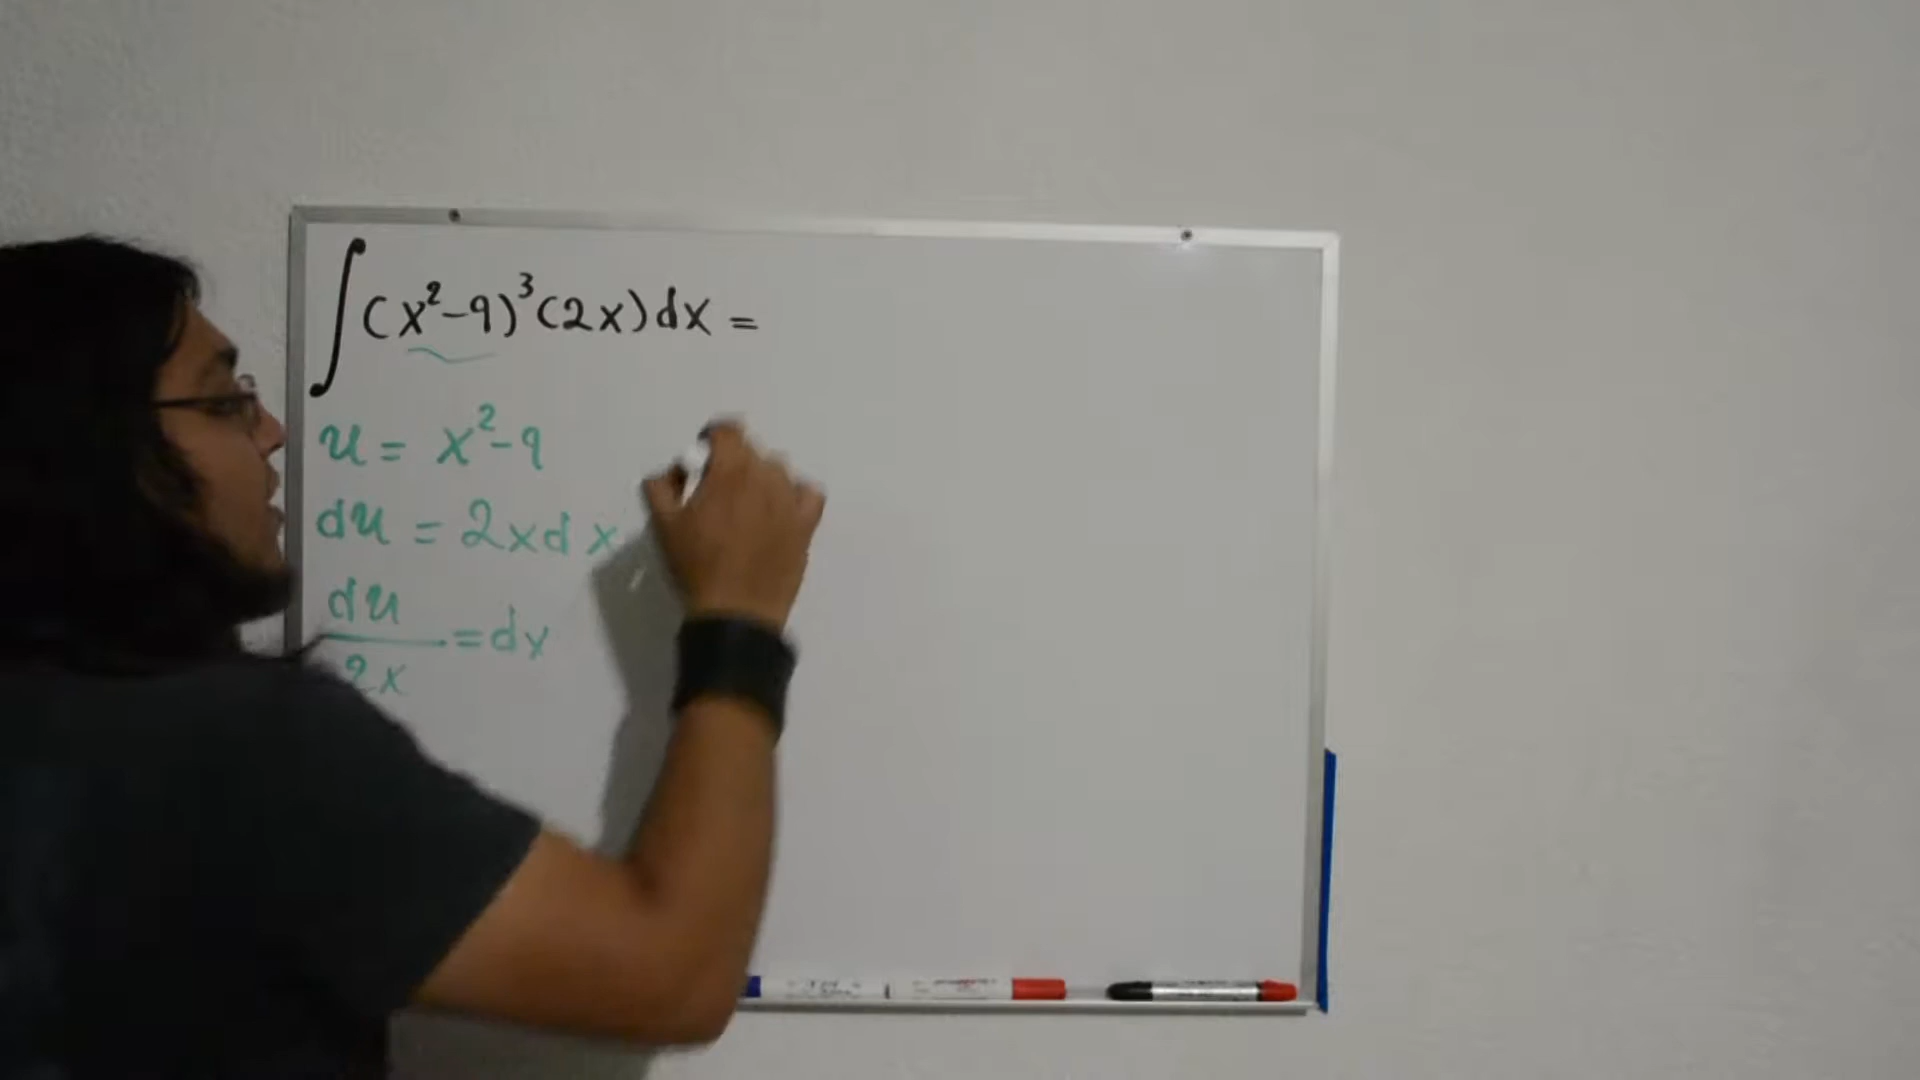 ∫(x²-9)³(2x)dx =
u = x²-9
du = 2xdx
du/2x = dx